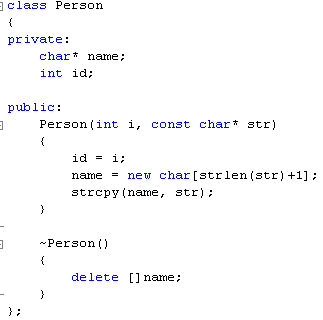 class Person
{
private:
    char* name;
    int id;

public:
    Person(int i, const char* str)
    {
        id = i;
        name = new char[strlen(str)+1];
        strcpy(name, str);
    }

    ~Person()
    {
        delete []name;
    }
};